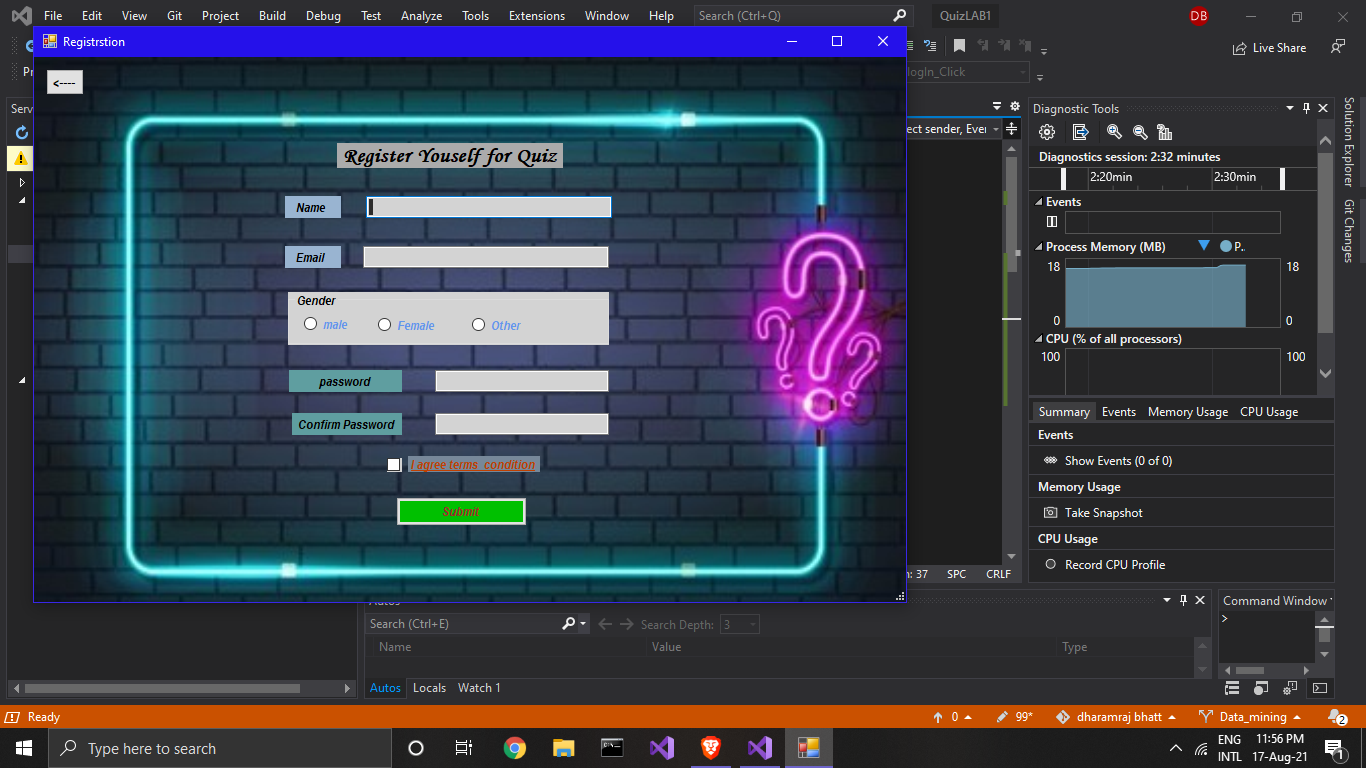 File Edit View Git Project Build Debug Test Analyze Tools Extensions Window Help Search (Ctrl+Q) QuizLAB1 DB
Registrstion
Live Share
<----
Pr
logIn_Click
Serv
Diagnostic Tools
ect sender, Ever
Register Youself for Quiz
Diagnostics session: 2:32 minutes
2:20min 2:30min
Name
Events
Email
Process Memory (MB) P..
18 18
Gender
male Female Other
0 0
CPU (% of all processors)
100 100
password
Confirm Password
Summary Events Memory Usage CPU Usage
Events
I agree terms condition
Show Events (0 of 0)
Memory Usage
Submit
Take Snapshot
CPU Usage
Record CPU Profile
n: 37 SPC CRLF
Solution Explorer
Git Changes
Autos
Command Window
Search (Ctrl+E) Search Depth: 3
>
Name Value Type
Autos Locals Watch 1
Ready 0 99* dharamraj bhatt Data_mining 2
Type here to search
ENG 11:56 PM
INTL 17-Aug-21 1